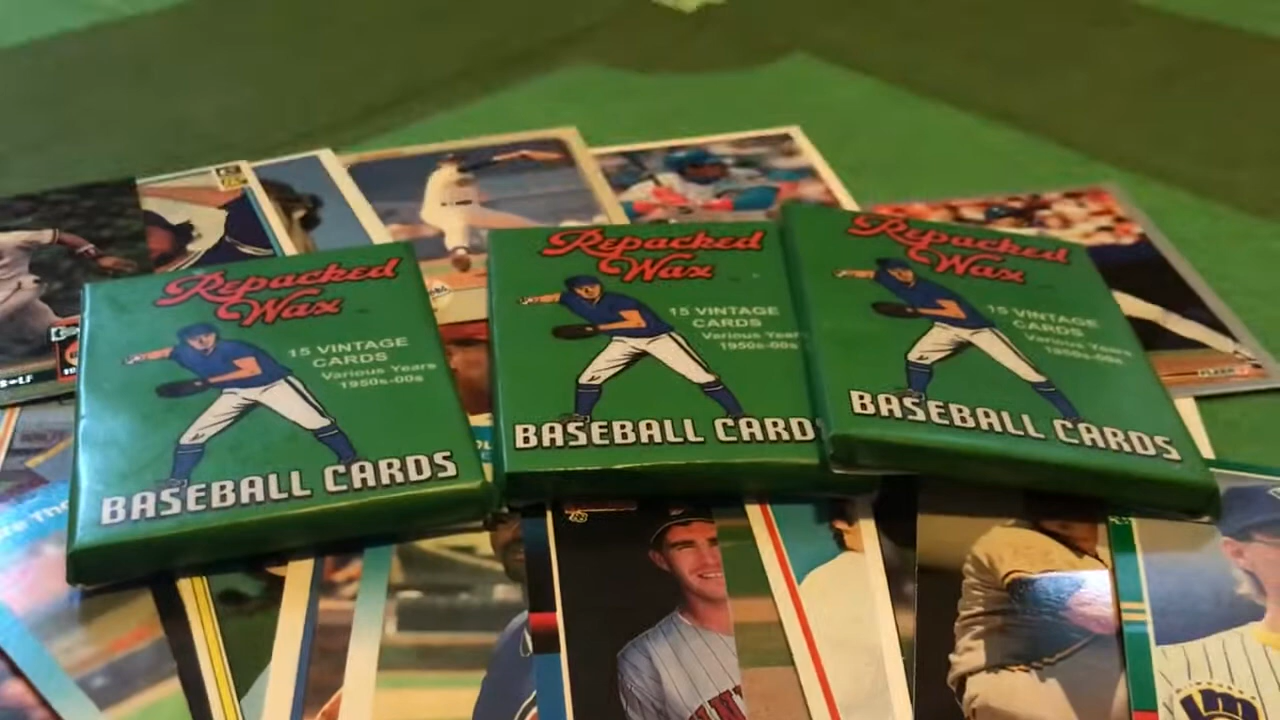 Repacked
Wax
15 VINTAGE
CARDS
Various Years
1950s-00s
BASEBALL CARDS
Repacked
Wax
15 VINTAGE
CARDS
Various Years
1950s-00s
BASEBALL CARDS
Repacked
Wax
15 VINTAGE
CARDS
Various Years
1950s-00s
BASEBALL CARDS
FLEER